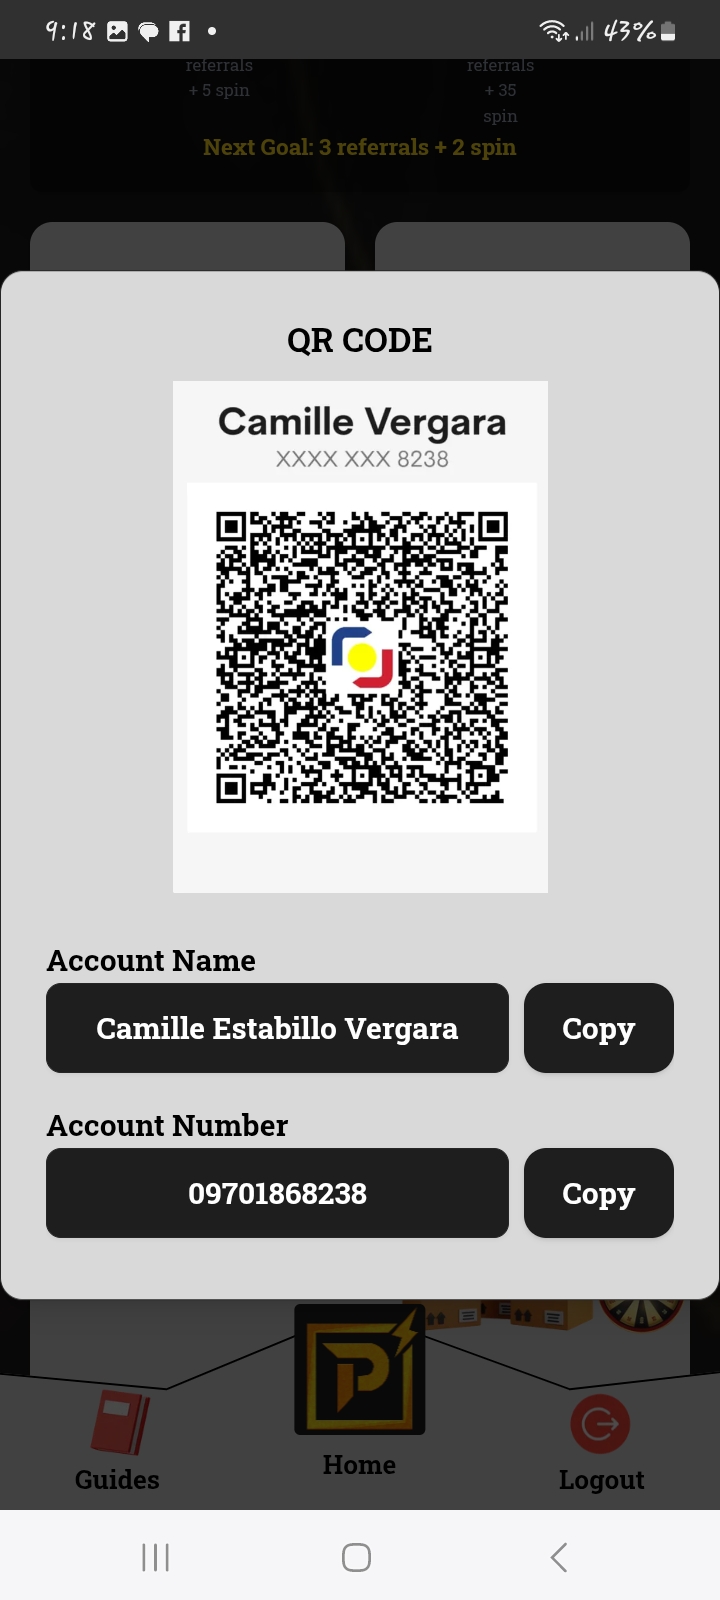 9:18
43%
referrals
+ 5 spin
referrals
+ 35
spin
Next Goal: 3 referrals + 2 spin
QR CODE
Camille Vergara
XXXX XXX 8238
Account Name
Camille Estabillo Vergara
Copy
Account Number
09701868238
Copy
P
Guides
Home
Logout